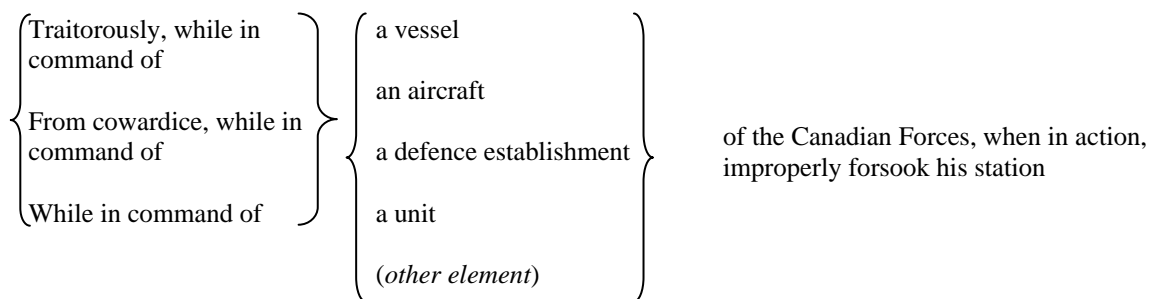 Traitorously, while in
command of
From cowardice, while in
command of
While in command of
a vessel
an aircraft
a defence establishment
a unit
(other element)
of the Canadian Forces, when in action,
improperly forsook his station